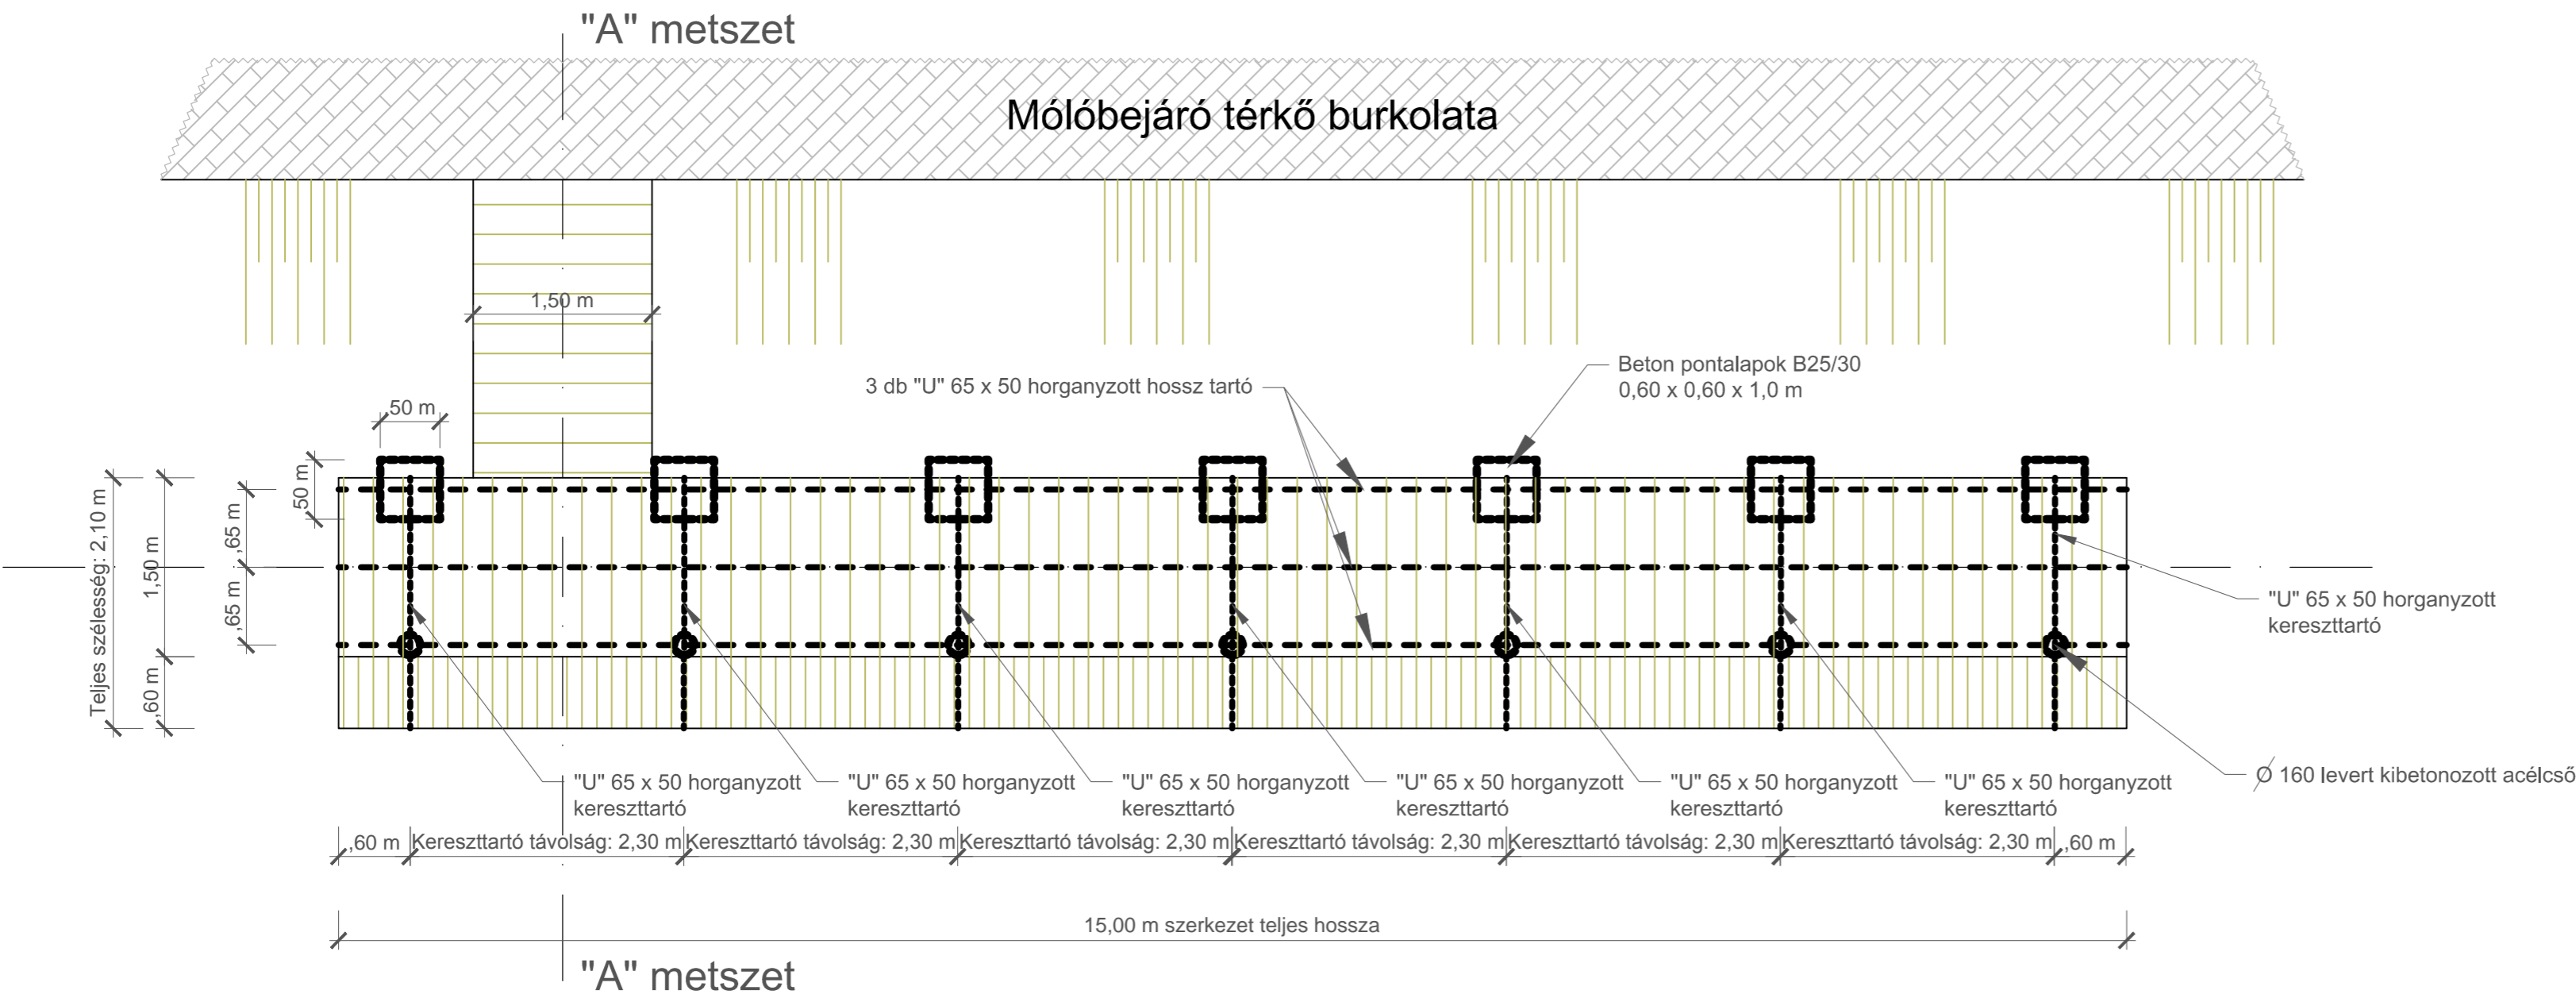 "A" metszet
Mólóbejáró térkő burkolata
1,50 m
3 db "U" 65 x 50 horganyzott hossz tartó
Beton pontalapok B25/30
0,60 x 0,60 x 1,0 m
,50 m
,50 m
Teljes szélesség: 2,10 m
1,50 m
,60 m
,65 m
,65 m
"U" 65 x 50 horganyzott
kereszttartó
Ø 160 levert kibetonozott acélcső
"U" 65 x 50 horganyzott
kereszttartó
"U" 65 x 50 horganyzott
kereszttartó
"U" 65 x 50 horganyzott
kereszttartó
"U" 65 x 50 horganyzott
kereszttartó
"U" 65 x 50 horganyzott
kereszttartó
"U" 65 x 50 horganyzott
kereszttartó
,60 m
Kereszttartó távolság: 2,30 m
Kereszttartó távolság: 2,30 m
Kereszttartó távolság: 2,30 m
Kereszttartó távolság: 2,30 m
Kereszttartó távolság: 2,30 m
Kereszttartó távolság: 2,30 m
,60 m
15,00 m szerkezet teljes hossza
"A" metszet